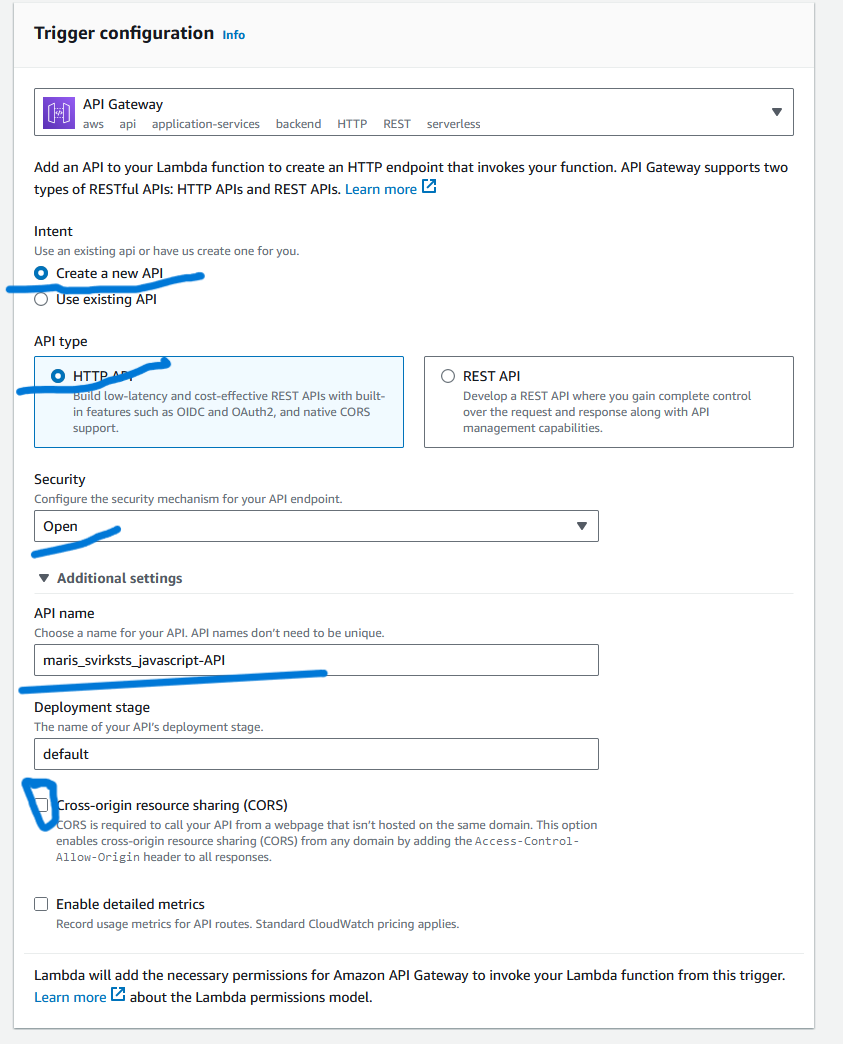 Trigger configuration Info
API Gateway
aws api application-services backend HTTP REST serverless
Add an API to your Lambda function to create an HTTP endpoint that invokes your function. API Gateway supports two
types of RESTful APIs: HTTP APIs and REST APIs. Learn more
Intent
Use an existing api or have us create one for you.
Create a new API
Use existing API
API type
HTTP API
Build low-latency and cost-effective REST APIs with built-
in features such as OIDC and OAuth2, and native CORS
support.
REST API
Develop a REST API where you gain complete control
over the request and response along with API
management capabilities.
Security
Configure the security mechanism for your API endpoint.
Open
Additional settings
API name
Choose a name for your API. API names don’t need to be unique.
maris_svirksts_javascript-API
Deployment stage
The name of your API’s deployment stage.
default
Cross-origin resource sharing (CORS)
CORS is required to call your API from a webpage that isn’t hosted on the same domain. This option
enables cross-origin resource sharing (CORS) from any domain by adding the Access-Control-
Allow-Origin header to all responses.
Enable detailed metrics
Record usage metrics for API routes. Standard CloudWatch pricing applies.
Lambda will add the necessary permissions for Amazon API Gateway to invoke your Lambda function from this trigger.
Learn more about the Lambda permissions model.